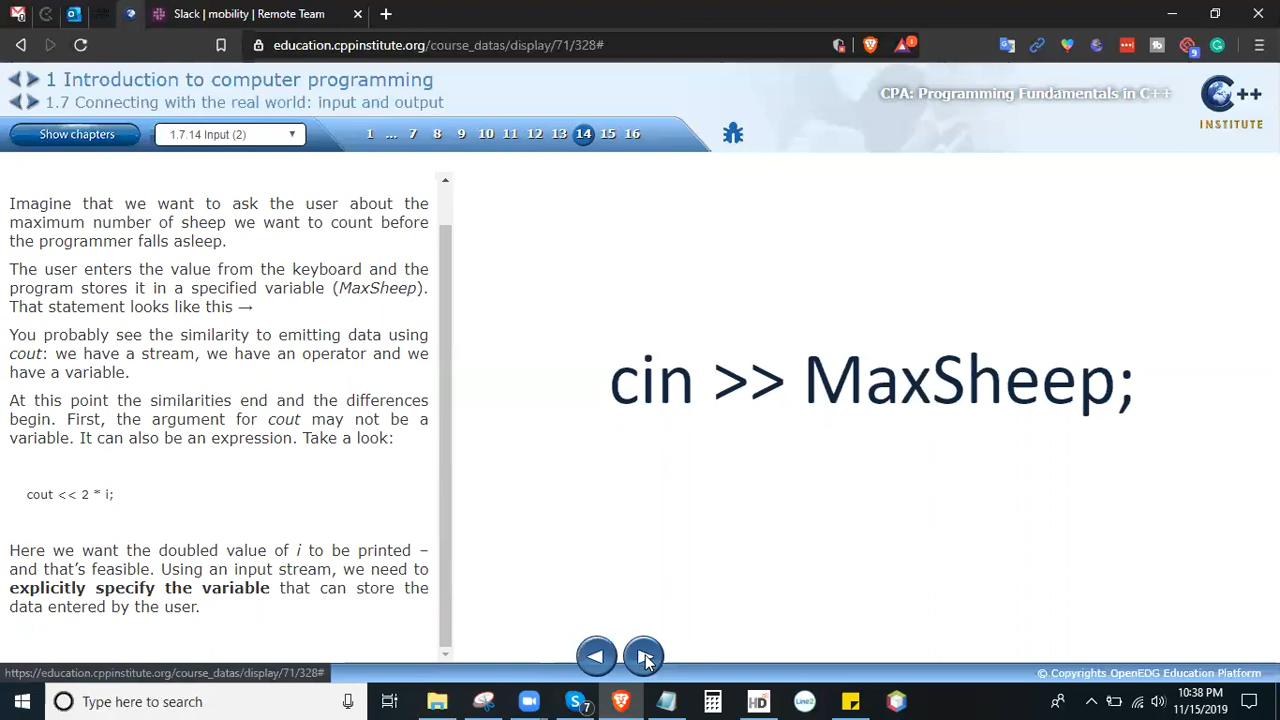 Slack | mobility | Remote Team
education.cppinstitute.org/course_datas/display/71/328#
1 Introduction to computer programming
1.7 Connecting with the real world: input and output
CPA: Programming Fundamentals in C++
C++
INSTITUTE
Show chapters
1.7.14 Input (2)
1 ... 7 8 9 10 11 12 13 14 15 16
Imagine that we want to ask the user about the
maximum number of sheep we want to count before
the programmer falls asleep.
The user enters the value from the keyboard and the
program stores it in a specified variable (MaxSheep).
That statement looks like this →
You probably see the similarity to emitting data using
cout: we have a stream, we have an operator and we
have a variable.
At this point the similarities end and the differences
begin. First, the argument for cout may not be a
variable. It can also be an expression. Take a look:
cout << 2 * i;
Here we want the doubled value of i to be printed –
and that's feasible. Using an input stream, we need to
explicitly specify the variable that can store the
data entered by the user.
cin >> MaxSheep;
https://education.cppinstitute.org/course_datas/display/71/328#
© Copyrights OpenEDG Education Platform
Type here to search
7
HD
Line2
10:38 PM
11/15/2019